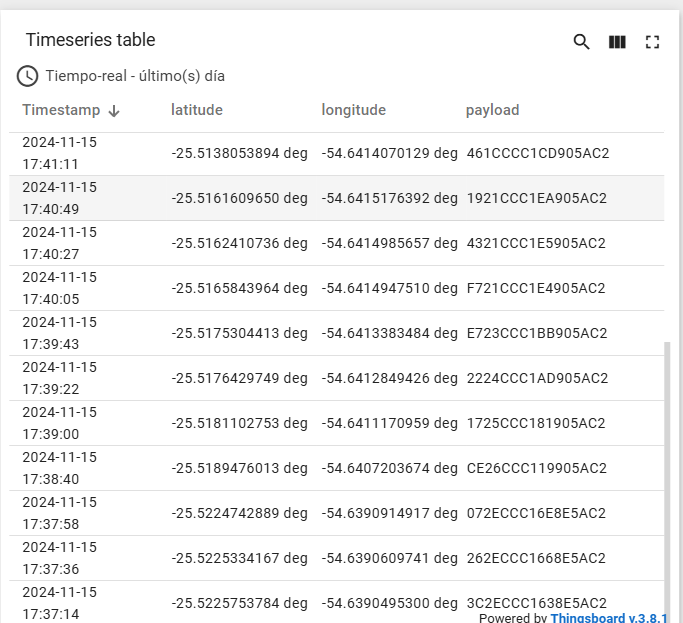 Timeseries table
Tiempo-real - último(s) día
Timestamp latitude longitude payload
2024-11-15 17:41:11 -25.5138053894 deg -54.6414070129 deg 461CCCC1CD905AC2
2024-11-15 17:40:49 -25.5161609650 deg -54.6415176392 deg 1921CCC1EA905AC2
2024-11-15 17:40:27 -25.5162410736 deg -54.6414985657 deg 4321CCC1E5905AC2
2024-11-15 17:40:05 -25.5165843964 deg -54.6414947510 deg F721CCC1E4905AC2
2024-11-15 17:39:43 -25.5175304413 deg -54.6413383484 deg E723CCC1BB905AC2
2024-11-15 17:39:22 -25.5176429749 deg -54.6412849426 deg 2224CCC1AD905AC2
2024-11-15 17:39:00 -25.5181102753 deg -54.6411170959 deg 1725CCC181905AC2
2024-11-15 17:38:40 -25.5189476013 deg -54.6407203674 deg CE26CCC119905AC2
2024-11-15 17:37:58 -25.5224742889 deg -54.6390914917 deg 072ECCC16E8E5AC2
2024-11-15 17:37:36 -25.5225334167 deg -54.6390609741 deg 262ECCC1668E5AC2
2024-11-15 17:37:14 -25.5225753784 deg -54.6390495300 deg 3C2ECCC1638E5AC2
Powered by Thingsboard v.3.8.1